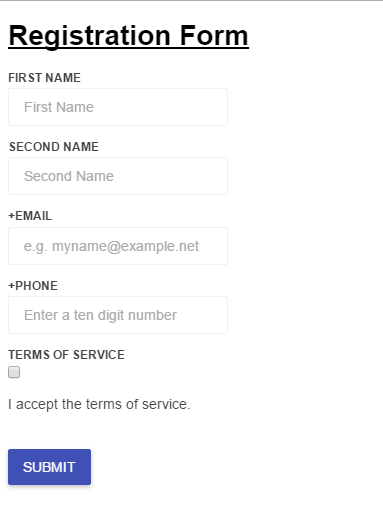 Registration Form
FIRST NAME
First Name
SECOND NAME
Second Name
+EMAIL
e.g. myname@example.net
+PHONE
Enter a ten digit number
TERMS OF SERVICE
I accept the terms of service.
SUBMIT